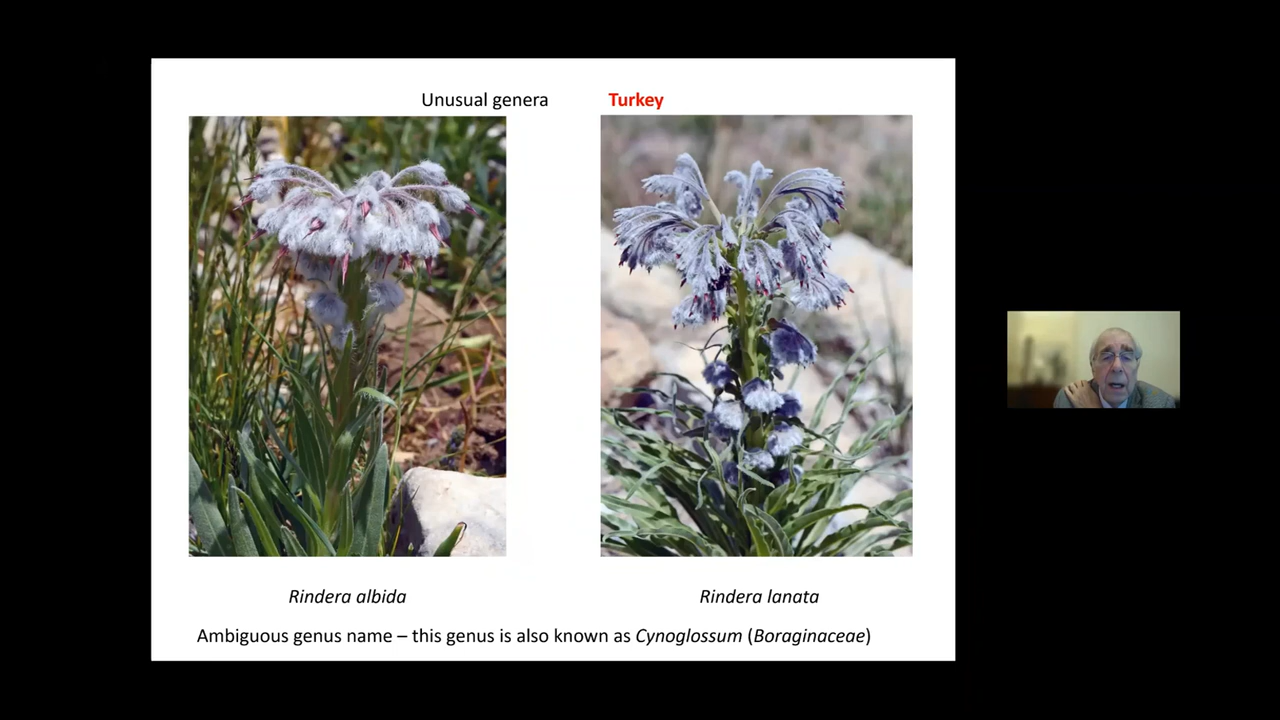 Unusual genera Turkey
Rindera albida Rindera lanata
Ambiguous genus name – this genus is also known as Cynoglossum (Boraginaceae)